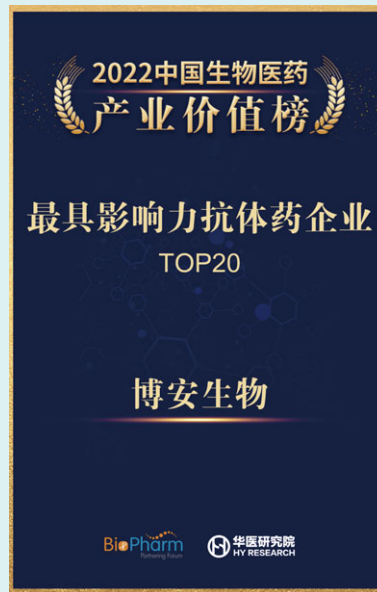 2022中国生物医药
产业价值榜
最具影响力抗体药企业
TOP20
博安生物
BioPharm
Partnering Forum
华医研究院
HY RESEARCH